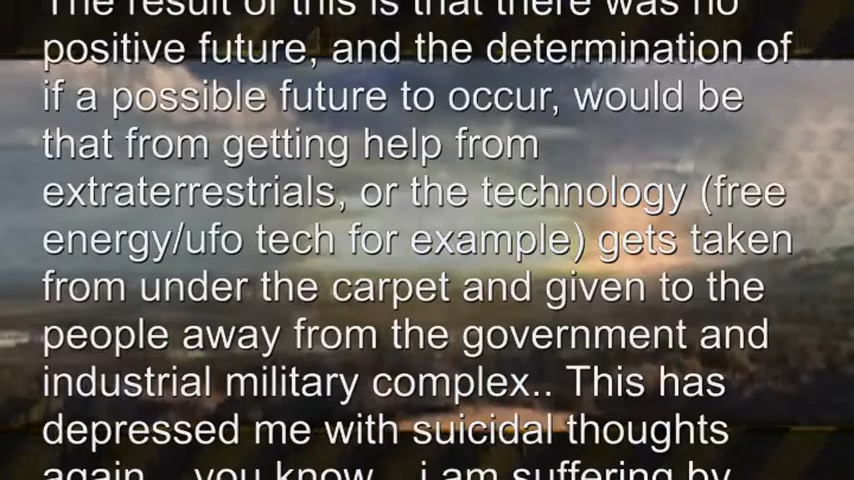 The result of this is that there was no
positive future, and the determination of
if a possible future to occur, would be
that from getting help from
extraterrestrials, or the technology (free
energy/ufo tech for example) gets taken
from under the carpet and given to the
people away from the government and
industrial military complex.. This has
depressed me with suicidal thoughts
again... you know... i am suffering by